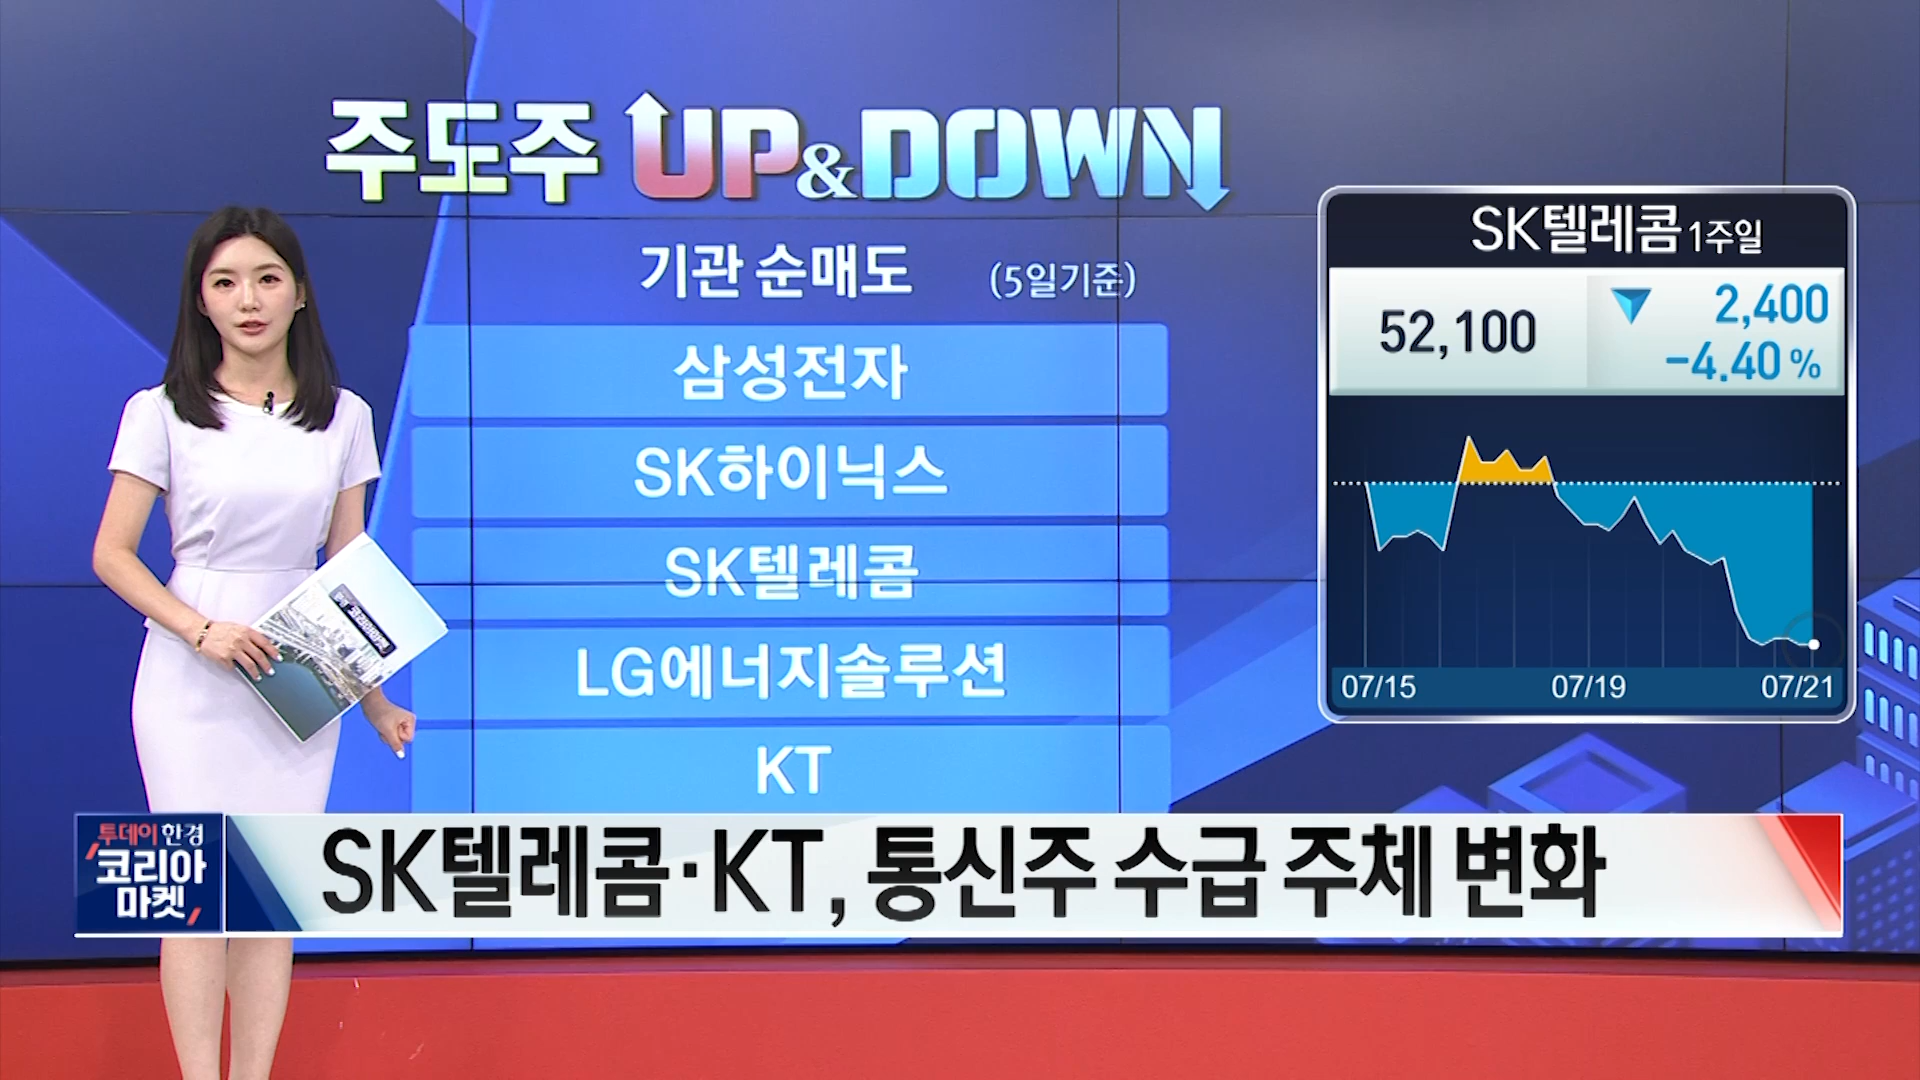 주도주 UP&DOWN
기관 순매도 (5일기준)
삼성전자
SK하이닉스
SK텔레콤
LG에너지솔루션
KT
SK텔레콤 1주일
52,100
▼ 2,400
-4.40 %
07/15 07/19 07/21
투데이 한경
코리아
마켓
SK텔레콤·KT, 통신주 수급 주체 변화